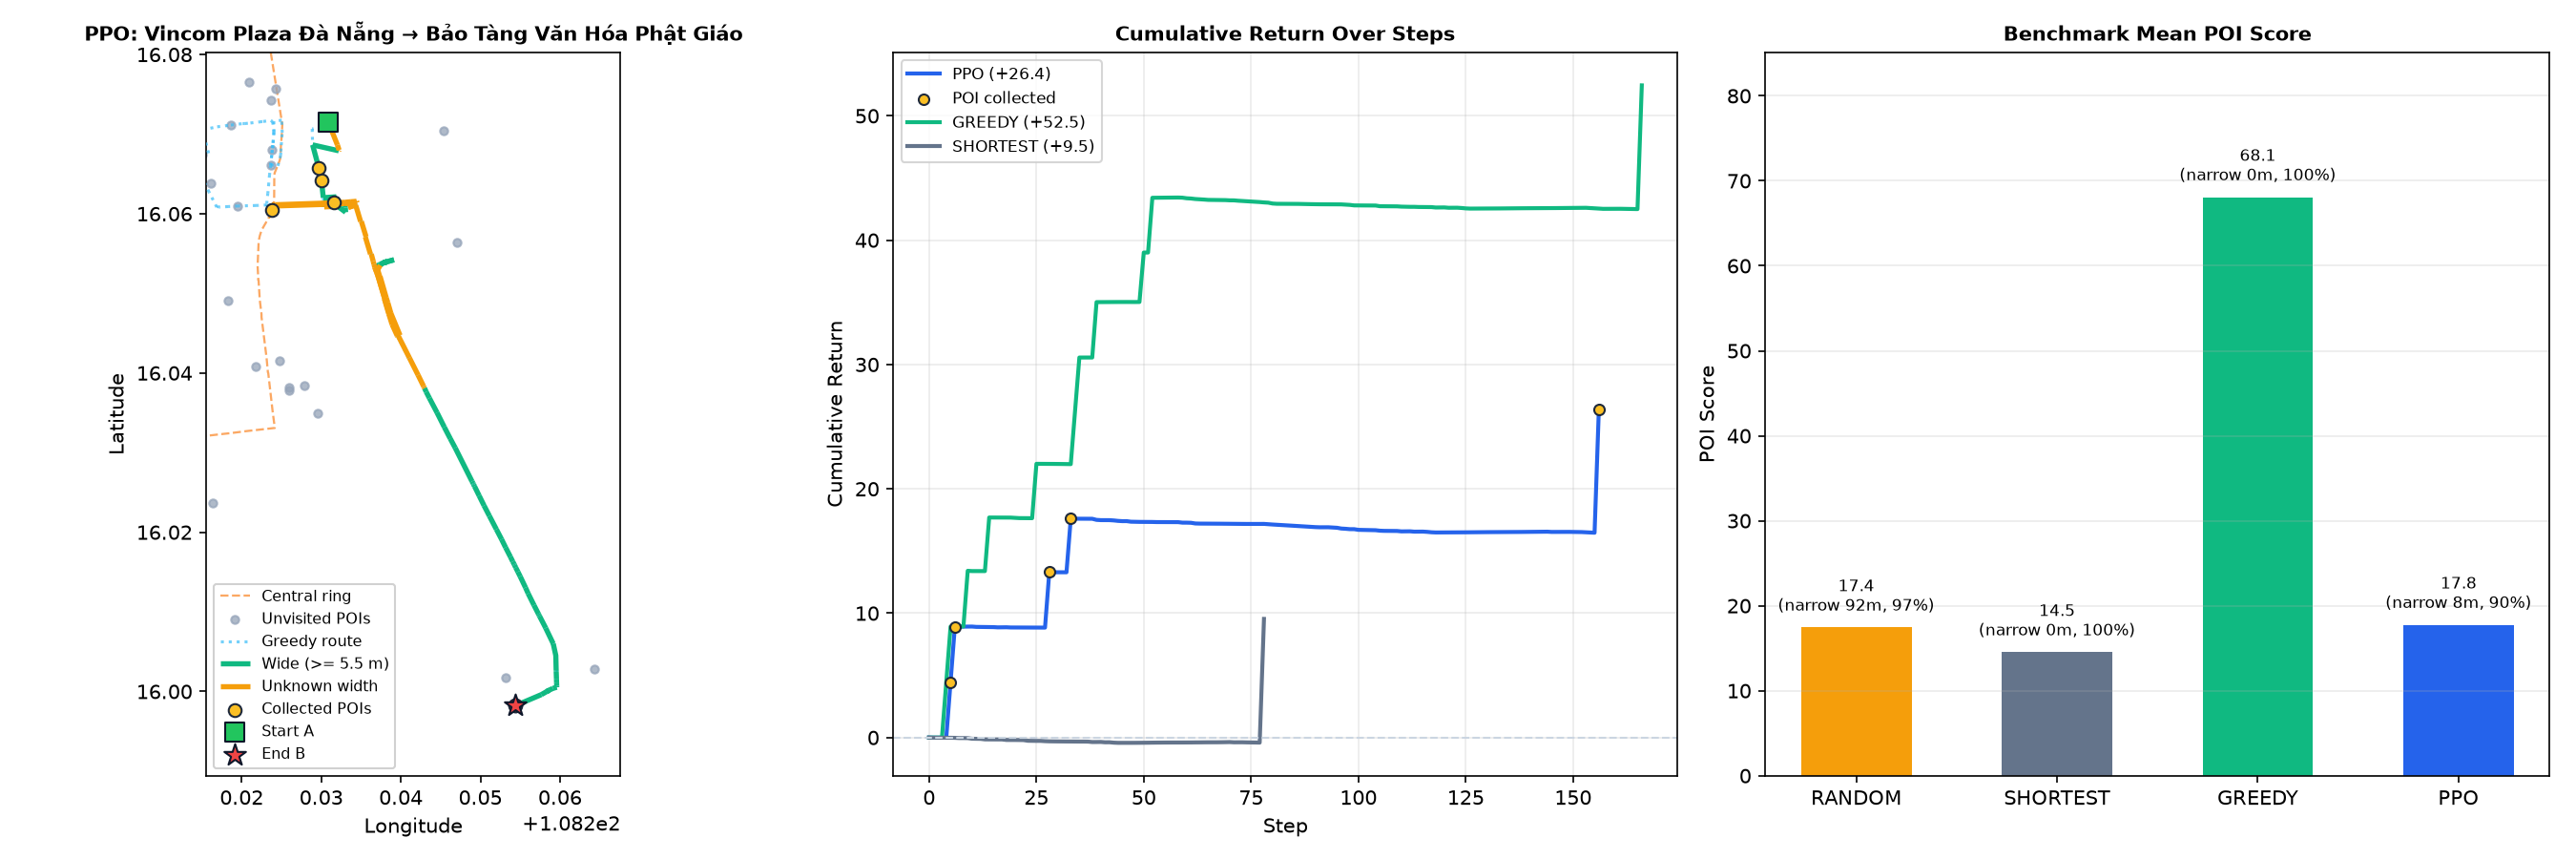 PPO: Vincom Plaza Đà Nẵng → Bảo Tàng Văn Hóa Phật Giáo
16.08
16.06
16.04
16.02
16.00
Latitude
Central ring
Unvisited POIs
Greedy route
Wide (>= 5.5 m)
Unknown width
Collected POIs
Start A
End B
0.02 0.03 0.04 0.05 0.06
Longitude
+1.082e2
Cumulative Return Over Steps
PPO (+26.4)
POI collected
GREEDY (+52.5)
SHORTEST (+9.5)
50
40
30
20
10
0
Cumulative Return
0 25 50 75 100 125 150
Step
Benchmark Mean POI Score
80
70
60
50
40
30
20
10
0
POI Score
17.4
(narrow 92m, 97%)
14.5
(narrow 0m, 100%)
68.1
(narrow 0m, 100%)
17.8
(narrow 8m, 90%)
RANDOM SHORTEST GREEDY PPO